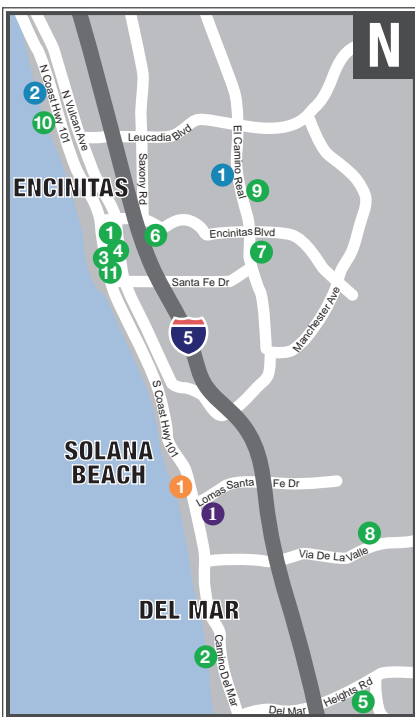 N
N Coast Hwy 101
N Vulcan Ave
2
10
Leucadia Blvd
Saxony Rd
El Camino Real
1
9
ENCINITAS
1
4
3
11
6
Encinitas Blvd
7
Santa Fe Dr
Manchester Ave
5
S Coast Hwy 101
SOLANA
BEACH
1
Lomas Santa Fe Dr
1
8
Via De La Valle
DEL MAR
2
Camino Del Mar
Del Mar Heights Rd
5